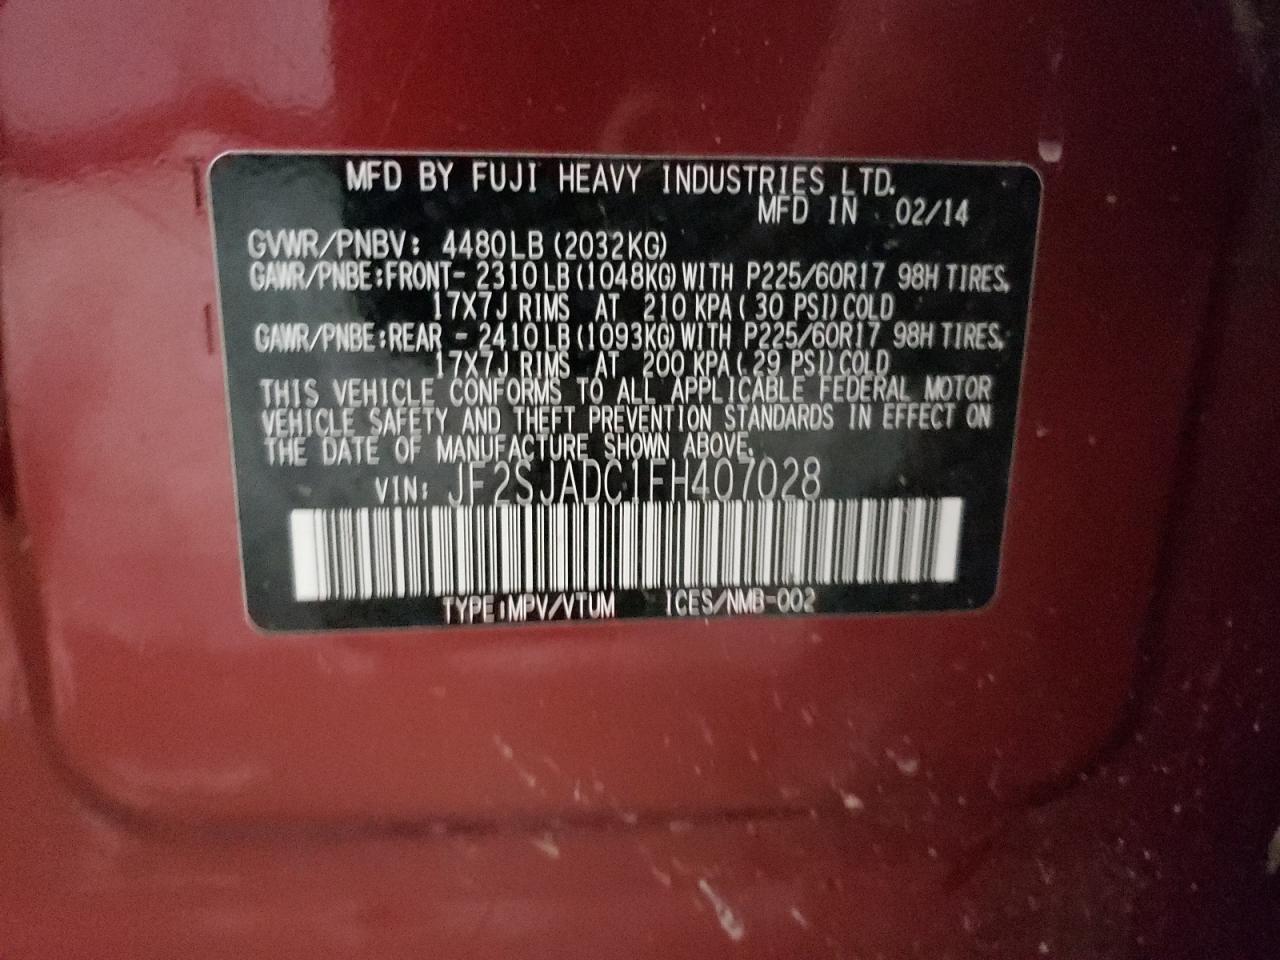 MFD BY FUJI HEAVY INDUSTRIES LTD.
MFD IN 02/14
GVWR/PNBV: 4480LB (2032KG)
GAWR/PNBE:FRONT- 2310LB (1048KG) WITH P225/60R17 98H TIRES,
17X7J RIMS AT 210 KPA ( 30 PSI) COLD
GAWR/PNBE:REAR - 2410LB (1093KG) WITH P225/60R17 98H TIRES,
17X7J RIMS AT 200 KPA ( 29 PSI) COLD
THIS VEHICLE CONFORMS TO ALL APPLICABLE FEDERAL MOTOR
VEHICLE SAFETY AND THEFT PREVENTION STANDARDS IN EFFECT ON
THE DATE OF MANUFACTURE SHOWN ABOVE.
VIN: JF2SJADC1FH407028
TYPE:MPV/VTUM ICES/NMB-002